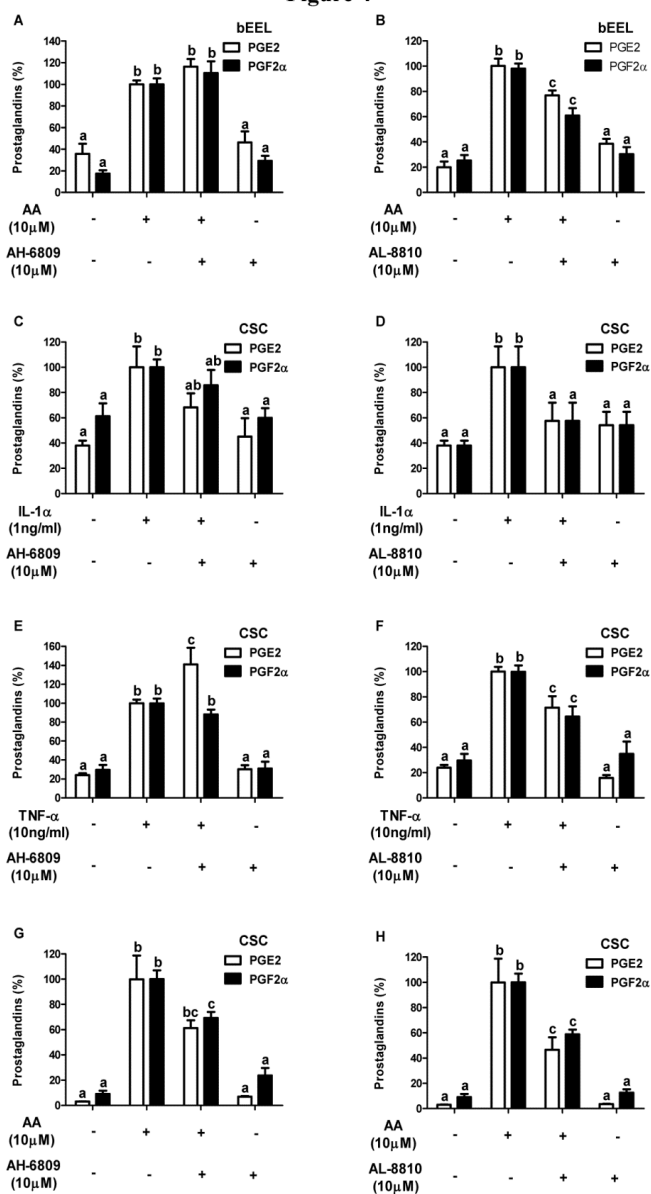 A
bEEL
PGE2
PGF2α
Prostaglandins (%)
140
120
100
80
60
40
20
0
a a b b b b a a
AA
(10μM)
- + + -
AH-6809
(10μM)
- - + +
B
bEEL
PGE2
PGF2α
Prostaglandins (%)
120
100
80
60
40
20
0
a a b b c c a a
AA
(10μM)
- + + -
AL-8810
(10μM)
- - + +
C
CSC
PGE2
PGF2α
Prostaglandins (%)
120
100
80
60
40
20
0
a a b b ab ab a a
IL-1α
(1ng/ml)
- + + -
AH-6809
(10μM)
- - + +
D
CSC
PGE2
PGF2α
Prostaglandins (%)
120
100
80
60
40
20
0
a a b b a a a a
IL-1α
(1ng/ml)
- + + -
AL-8810
(10μM)
- - + +
E
CSC
PGE2
PGF2α
Prostaglandins (%)
160
140
120
100
80
60
40
20
0
a a b b c b a a
TNF-α
(10ng/ml)
- + + -
AH-6809
(10μM)
- - + +
F
CSC
PGE2
PGF2α
Prostaglandins (%)
120
100
80
60
40
20
0
a a b b c c a a
TNF-α
(10ng/ml)
- + + -
AL-8810
(10μM)
- - + +
G
CSC
PGE2
PGF2α
Prostaglandins (%)
120
100
80
60
40
20
0
a a b b bc c a a
AA
(10μM)
- + + -
AH-6809
(10μM)
- - + +
H
CSC
PGE2
PGF2α
Prostaglandins (%)
120
100
80
60
40
20
0
a a b b c c a a
AA
(10μM)
- + + -
AL-8810
(10μM)
- - + +